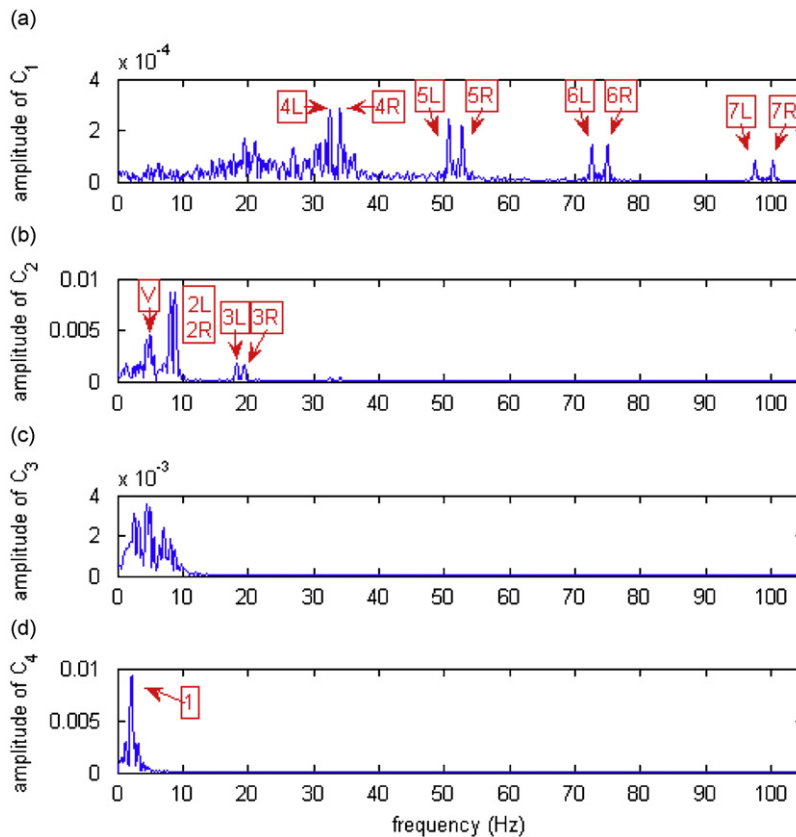 (a)
x 10-4
amplitude of C1
4
2
0
4L
4R
5L
5R
6L
6R
7L
7R
0 10 20 30 40 50 60 70 80 90 100
(b)
amplitude of C2
0.01
0.005
0
V
2L
2R
3L
3R
0 10 20 30 40 50 60 70 80 90 100
(c)
x 10-3
amplitude of C3
4
2
0
0 10 20 30 40 50 60 70 80 90 100
(d)
amplitude of C4
0.01
0.005
0
1
0 10 20 30 40 50 60 70 80 90 100
frequency (Hz)